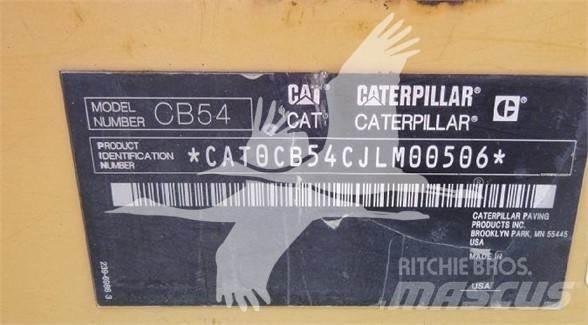 MODEL NUMBER CB54
CAT CATERPILLAR®
CAT® CATERPILLAR®
PRODUCT IDENTIFICATION NUMBER
*CAT0CB54CJLM00506*
CATERPILLAR PAVING
PRODUCTS INC.
BROOKLYN PARK, MN 55445
USA
MADE IN
USA
RITCHIE BROS.
MASCUS